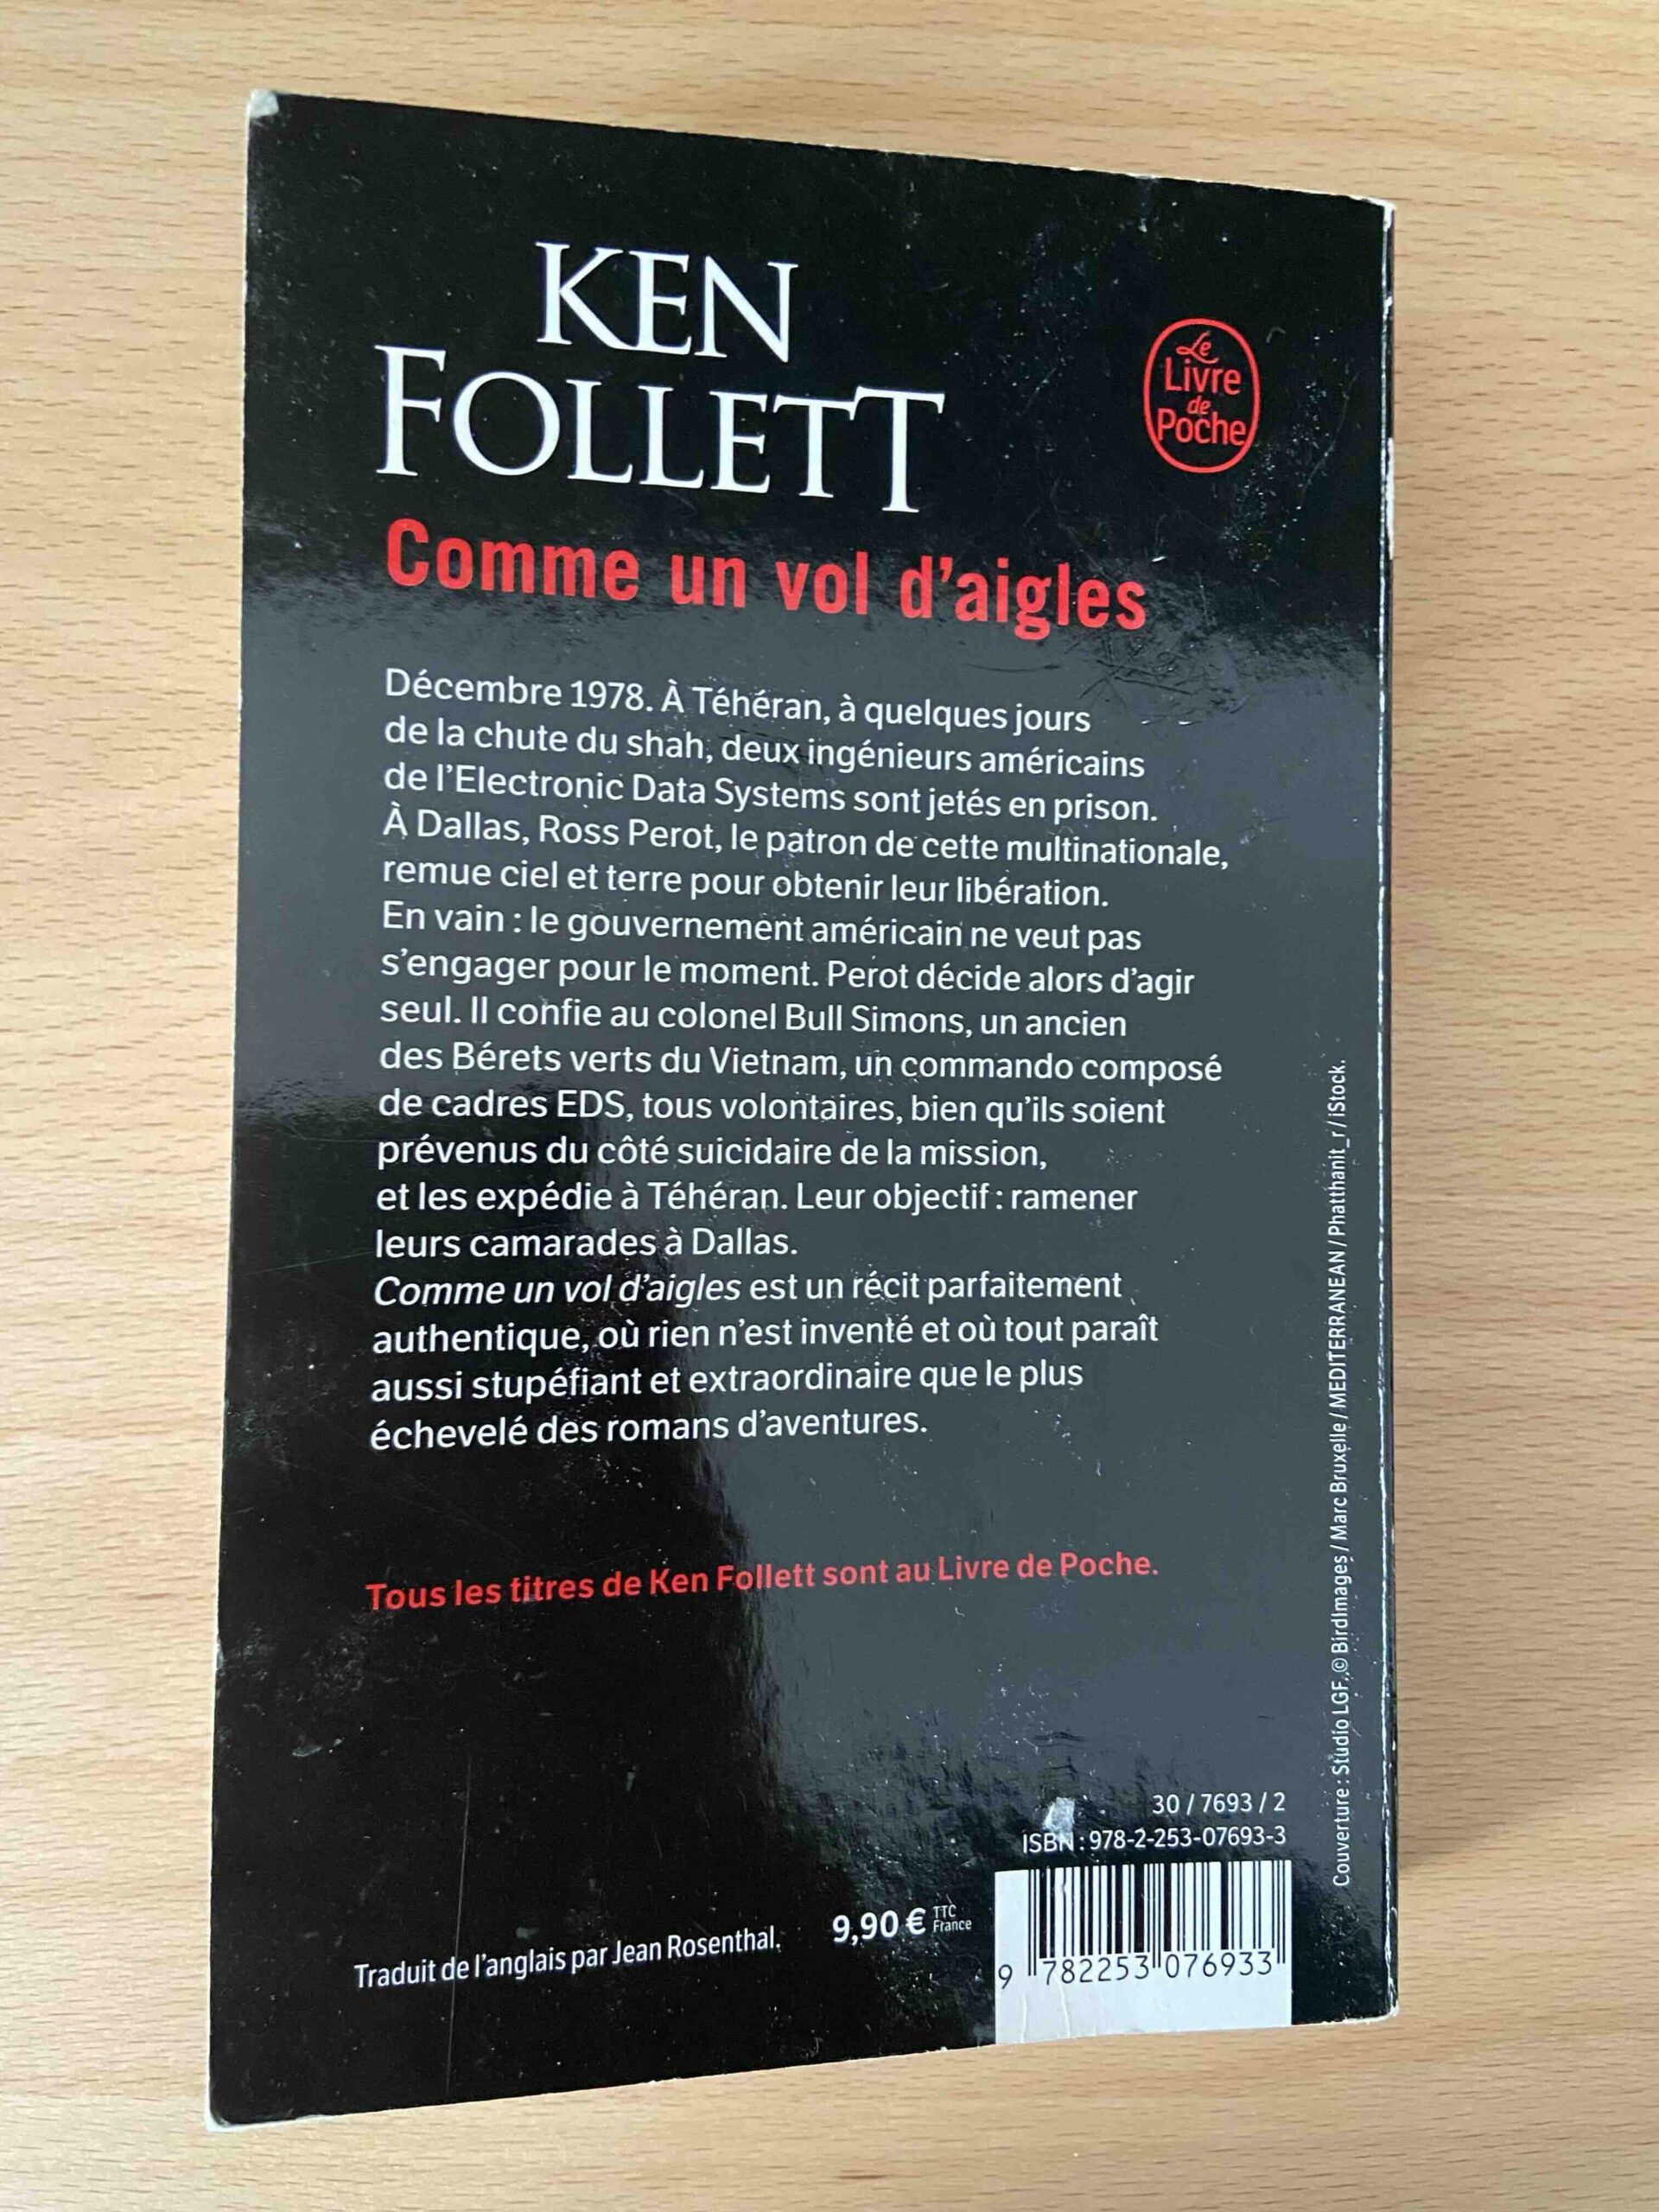 KEN
FOLLETT
Le
Livre
de
Poche
Comme un vol d'aigles
Décembre 1978. À Téhéran, à quelques jours
de la chute du shah, deux ingénieurs américains
de l'Electronic Data Systems sont jetés en prison.
À Dallas, Ross Perot, le patron de cette multinationale,
remue ciel et terre pour obtenir leur libération.
En vain : le gouvernement américain ne veut pas
s'engager pour le moment. Perot décide alors d'agir
seul. Il confie au colonel Bull Simons, un ancien
des Bérets verts du Vietnam, un commando composé
de cadres EDS, tous volontaires, bien qu'ils soient
prévenus du côté suicidaire de la mission,
et les expédie à Téhéran. Leur objectif : ramener
leurs camarades à Dallas.
Comme un vol d'aigles est un récit parfaitement
authentique, où rien n'est inventé et où tout paraît
aussi stupéfiant et extraordinaire que le plus
échevelé des romans d'aventures.
Tous les titres de Ken Follett sont au Livre de Poche.
Couverture : Studio LGF. © BirdImages / Marc Bruxelle / MEDITERRANEAN / Phatthanit_r / iStock.
30 / 7693 / 2
ISBN : 978-2-253-07693-3
Traduit de l'anglais par Jean Rosenthal.
9,90 € TTC
France
9 782253 076933